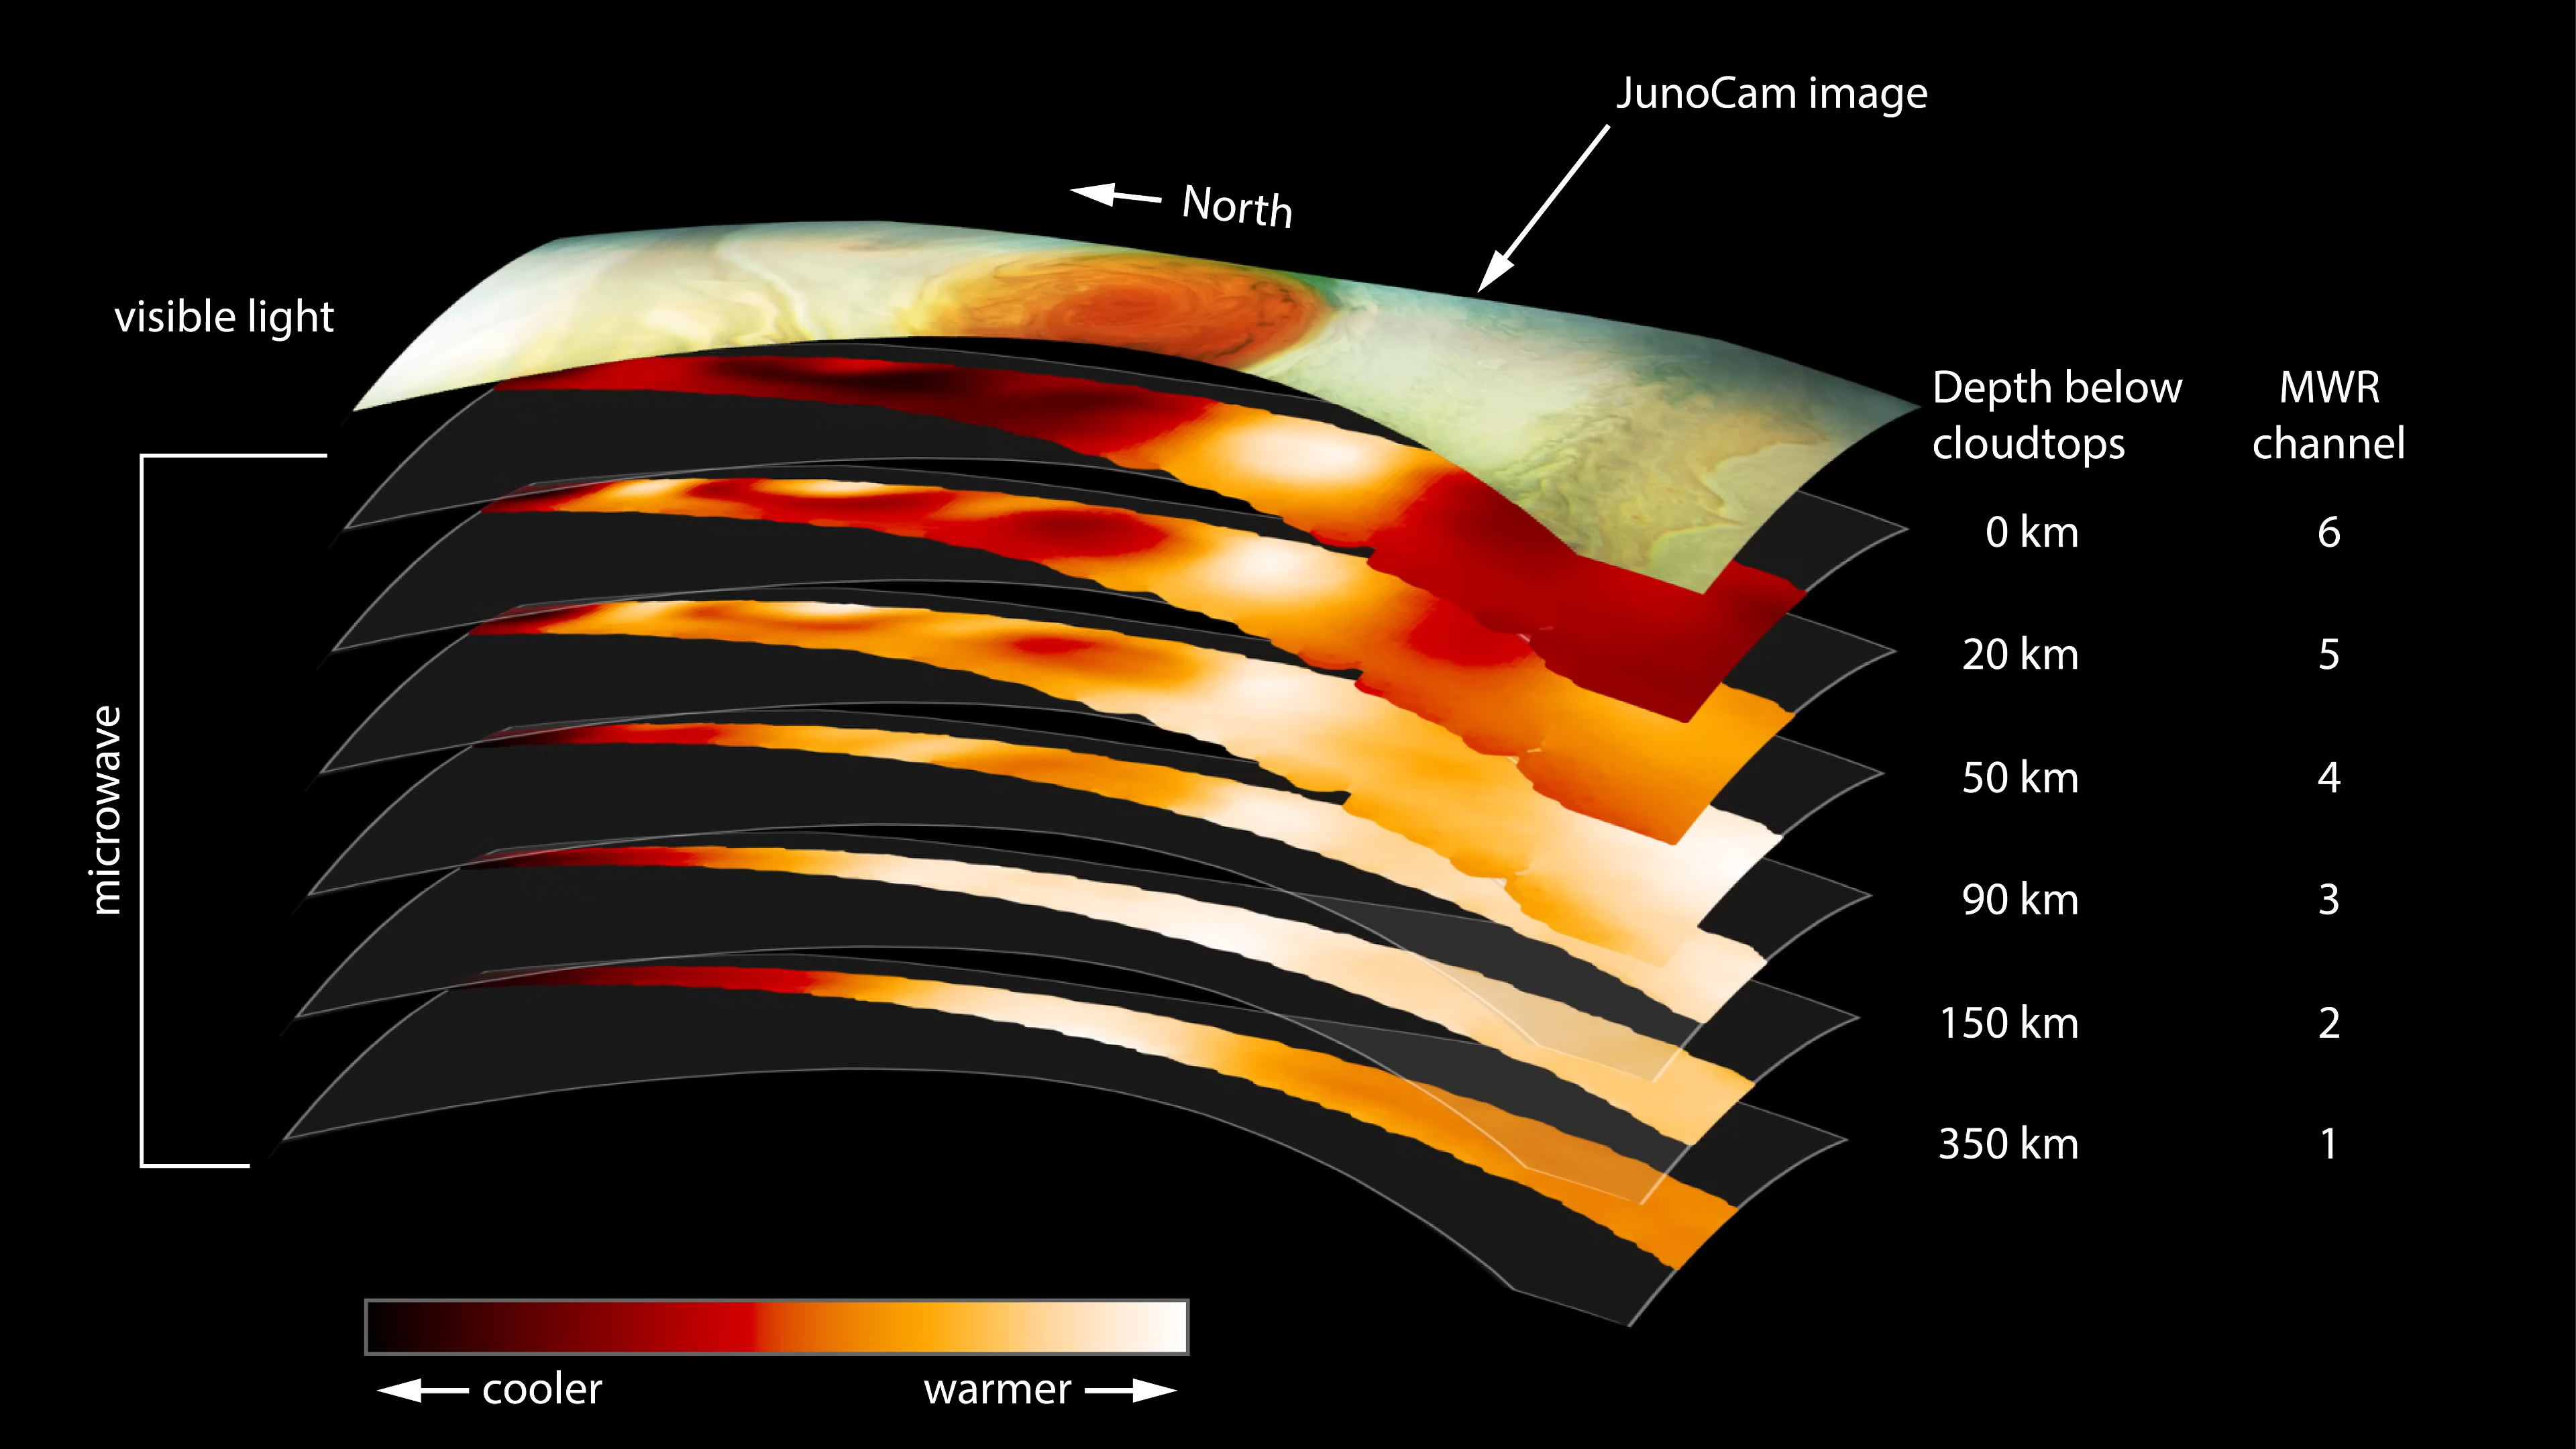 JunoCam image
North
visible light
Depth below
cloudtops
MWR
channel
0 km 6
20 km 5
50 km 4
90 km 3
150 km 2
350 km 1
microwave
cooler
warmer